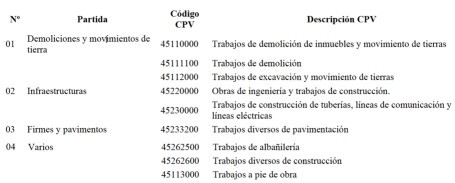 Nº Partida Código CPV Descripción CPV
01 Demoliciones y movimientos de tierra 45110000 Trabajos de demolición de inmuebles y movimiento de tierras
45111100 Trabajos de demolición
45112000 Trabajos de excavación y movimiento de tierras
02 Infraestructuras 45220000 Obras de ingeniería y trabajos de construcción.
45230000 Trabajos de construcción de tuberías, líneas de comunicación y líneas eléctricas
03 Firmes y pavimentos 45233200 Trabajos diversos de pavimentación
04 Varios 45262500 Trabajos de albañilería
45262600 Trabajos diversos de construcción
45113000 Trabajos a pie de obra